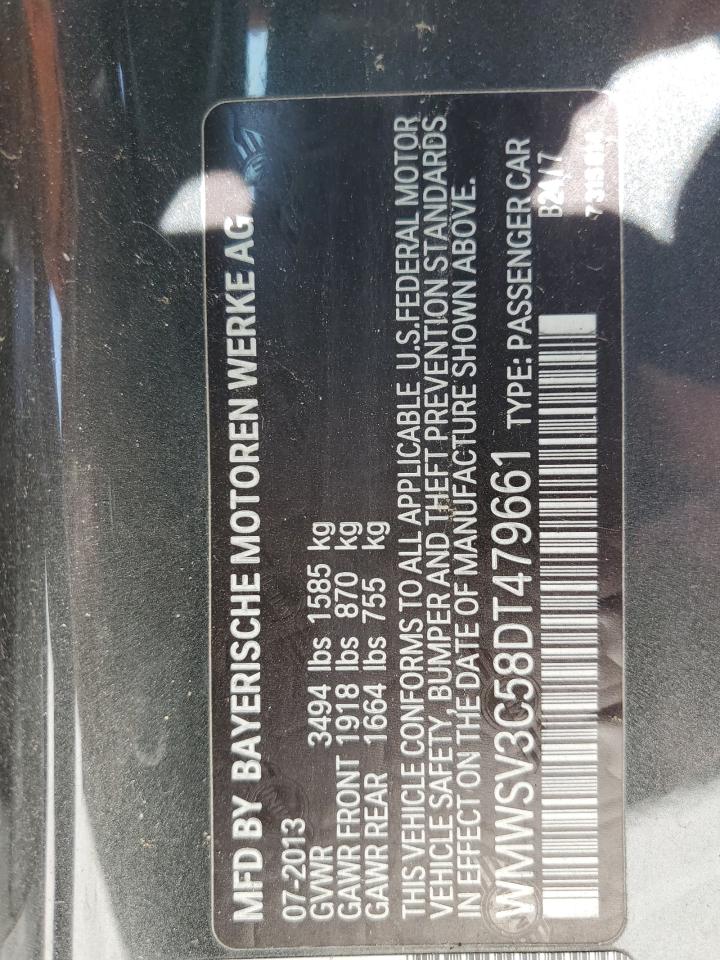 MFD BY BAYERISCHE MOTOREN WERKE AG
07-2013
GVWR 3494 lbs 1585 kg
GAWR FRONT 1918 lbs 870 kg
GAWR REAR 1664 lbs 755 kg
THIS VEHICLE CONFORMS TO ALL APPLICABLE U.S.FEDERAL MOTOR
VEHICLE SAFETY, BUMPER AND THEFT PREVENTION STANDARDS
IN EFFECT ON THE DATE OF MANUFACTURE SHOWN ABOVE.
WMWSV3C58DT479661 TYPE: PASSENGER CAR
B24/7